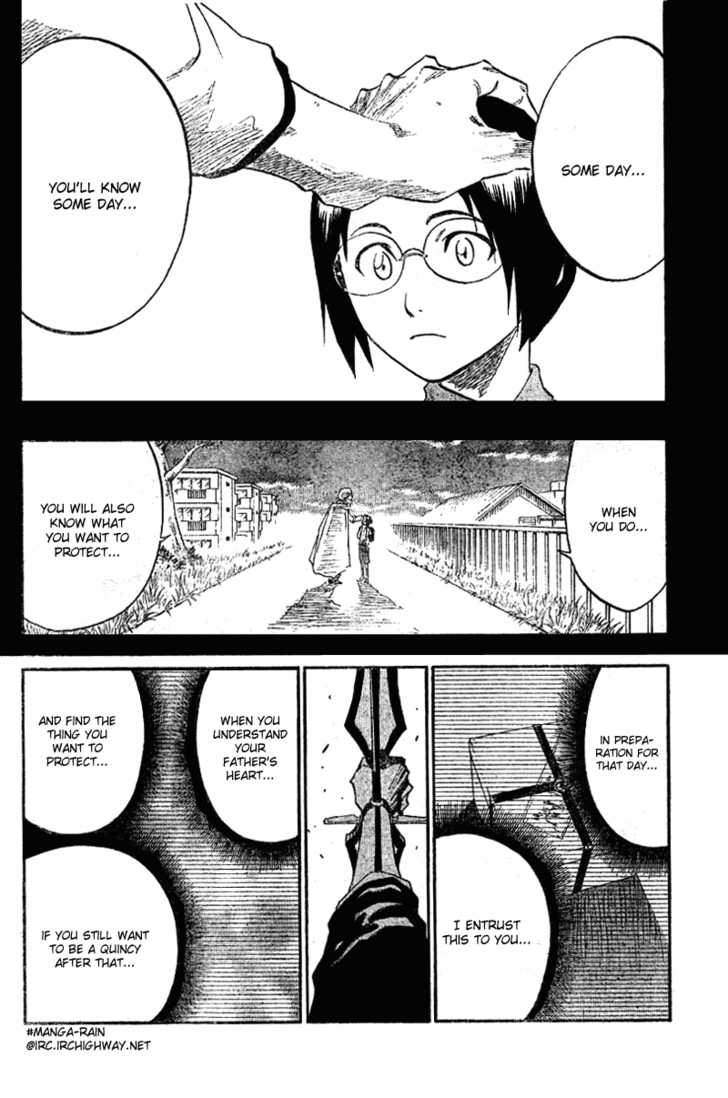 SOME DAY...
YOU'LL KNOW
SOME DAY...
WHEN
YOU DO...
YOU WILL ALSO
KNOW WHAT
YOU WANT TO
PROTECT...
IN PREPA-
RATION FOR
THAT DAY...
I ENTRUST
THIS TO YOU...
WHEN YOU
UNDERSTAND
YOUR
FATHER'S
HEART...
AND FIND THE
THING YOU
WANT TO
PROTECT...
IF YOU STILL WANT
TO BE A QUINCY
AFTER THAT...
#MANGA-RAIN
@IRC.IRCHIGHWAY.NET